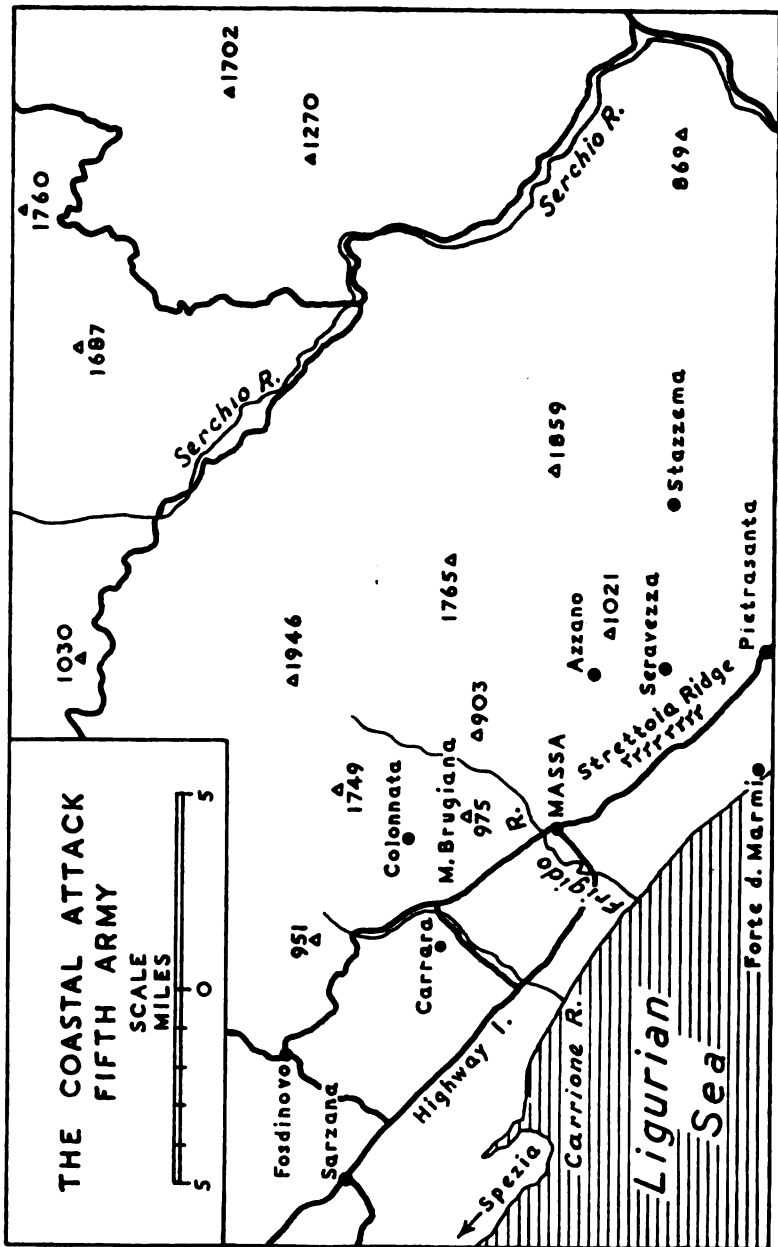 THE COASTAL ATTACK
FIFTH ARMY
SCALE
MILES
5 0 5
1030
1687
1760
1702
1270
Serchio R.
Serchio R.
869
1946
1749
Colonnata
951
Fosdinovo
Sarzana
Carrara
M. Brugiana
975
903
1765
1859
Highway 1.
Frigido
R.
MASSA
Azzano
1021
Stazzema
Seravezza
Strettoia Ridge
Pietrasanta
Spezia
Carrione R.
Ligurian
Sea
Forte d. Marmi